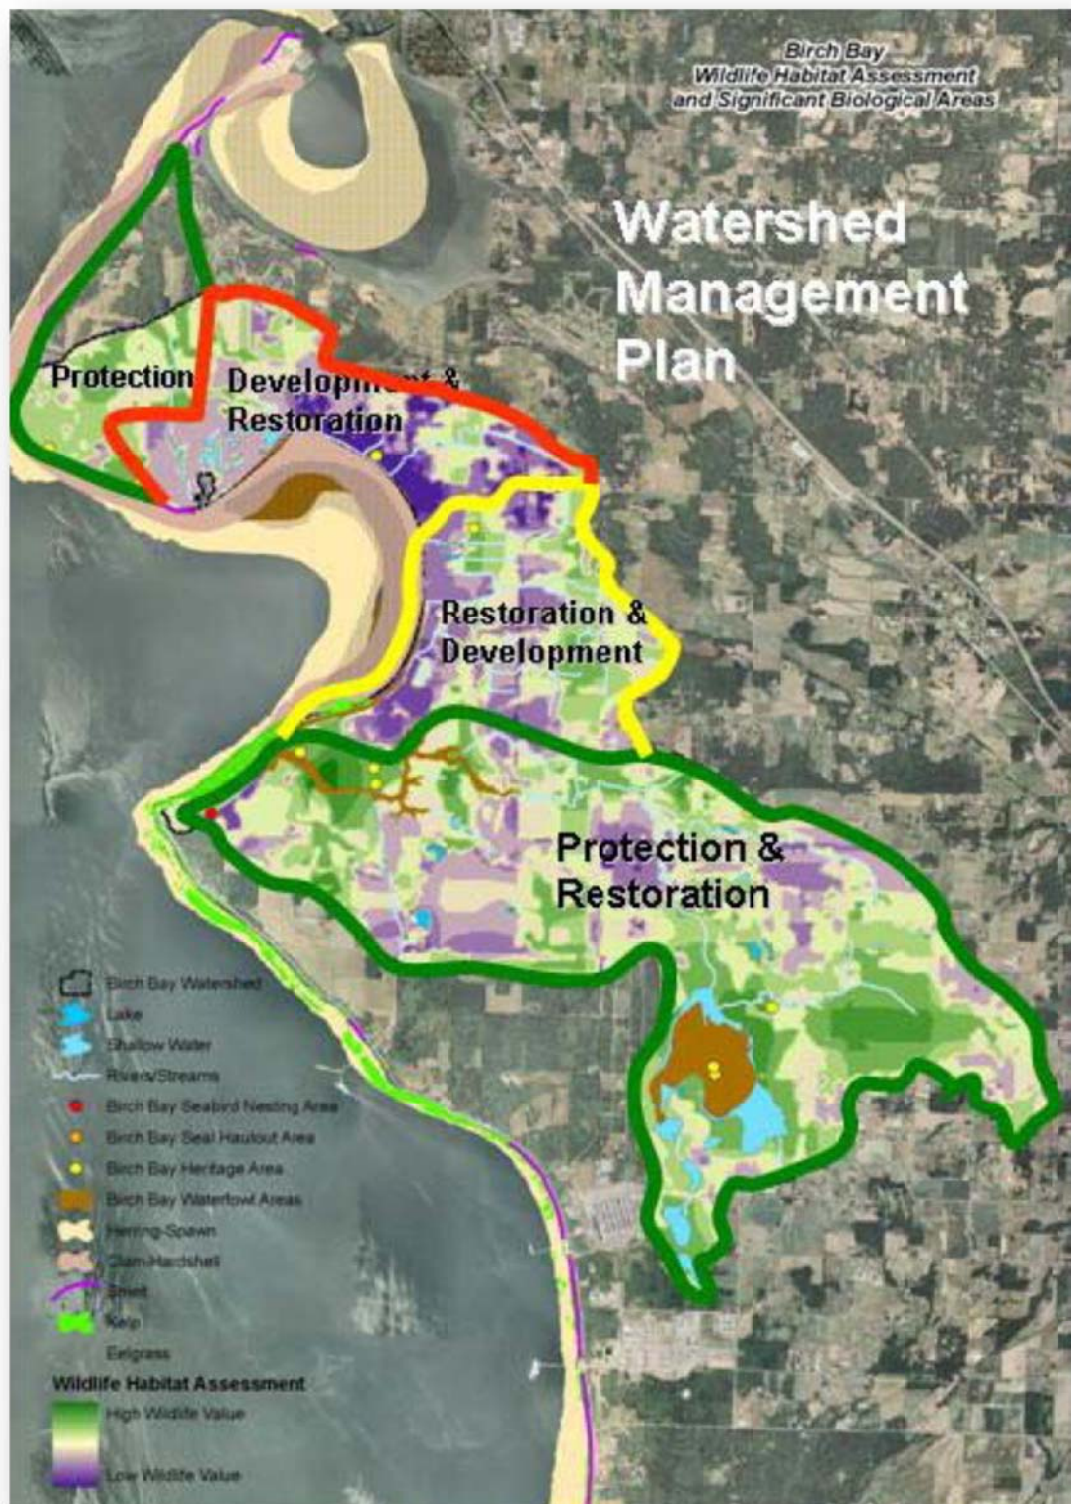 Birch Bay
Wildlife Habitat Assessment
and Significant Biological Areas
Watershed
Management
Plan
Protection
Development &
Restoration
Restoration &
Development
Protection &
Restoration
Birch Bay Watershed
Lake
Shallow Water
Rivers/Streams
Birch Bay Seabird Nesting Area
Birch Bay Seal Haulout Area
Birch Bay Heritage Area
Birch Bay Waterfowl Areas
Herring-Spawn
Clam-Hardshell
Smelt
Kelp
Eelgrass
Wildlife Habitat Assessment
High Wildlife Value
Low Wildlife Value